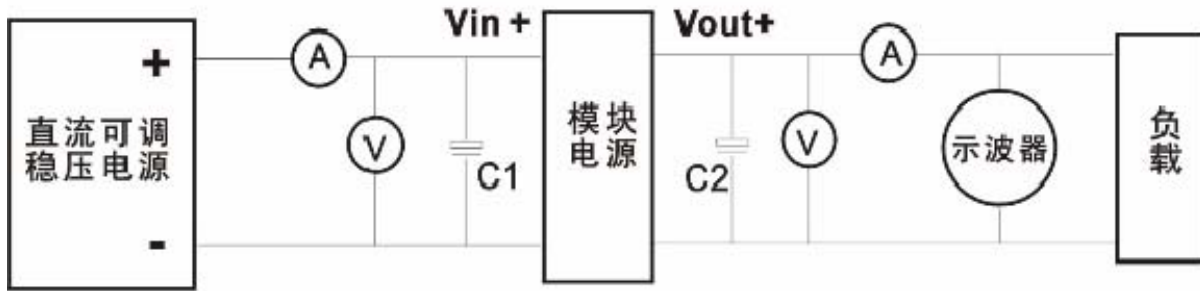 +
直流可调
稳压电源
-
A
V
Vin +
C1
模块
电源
Vout+
C2
V
A
示波器
负
载